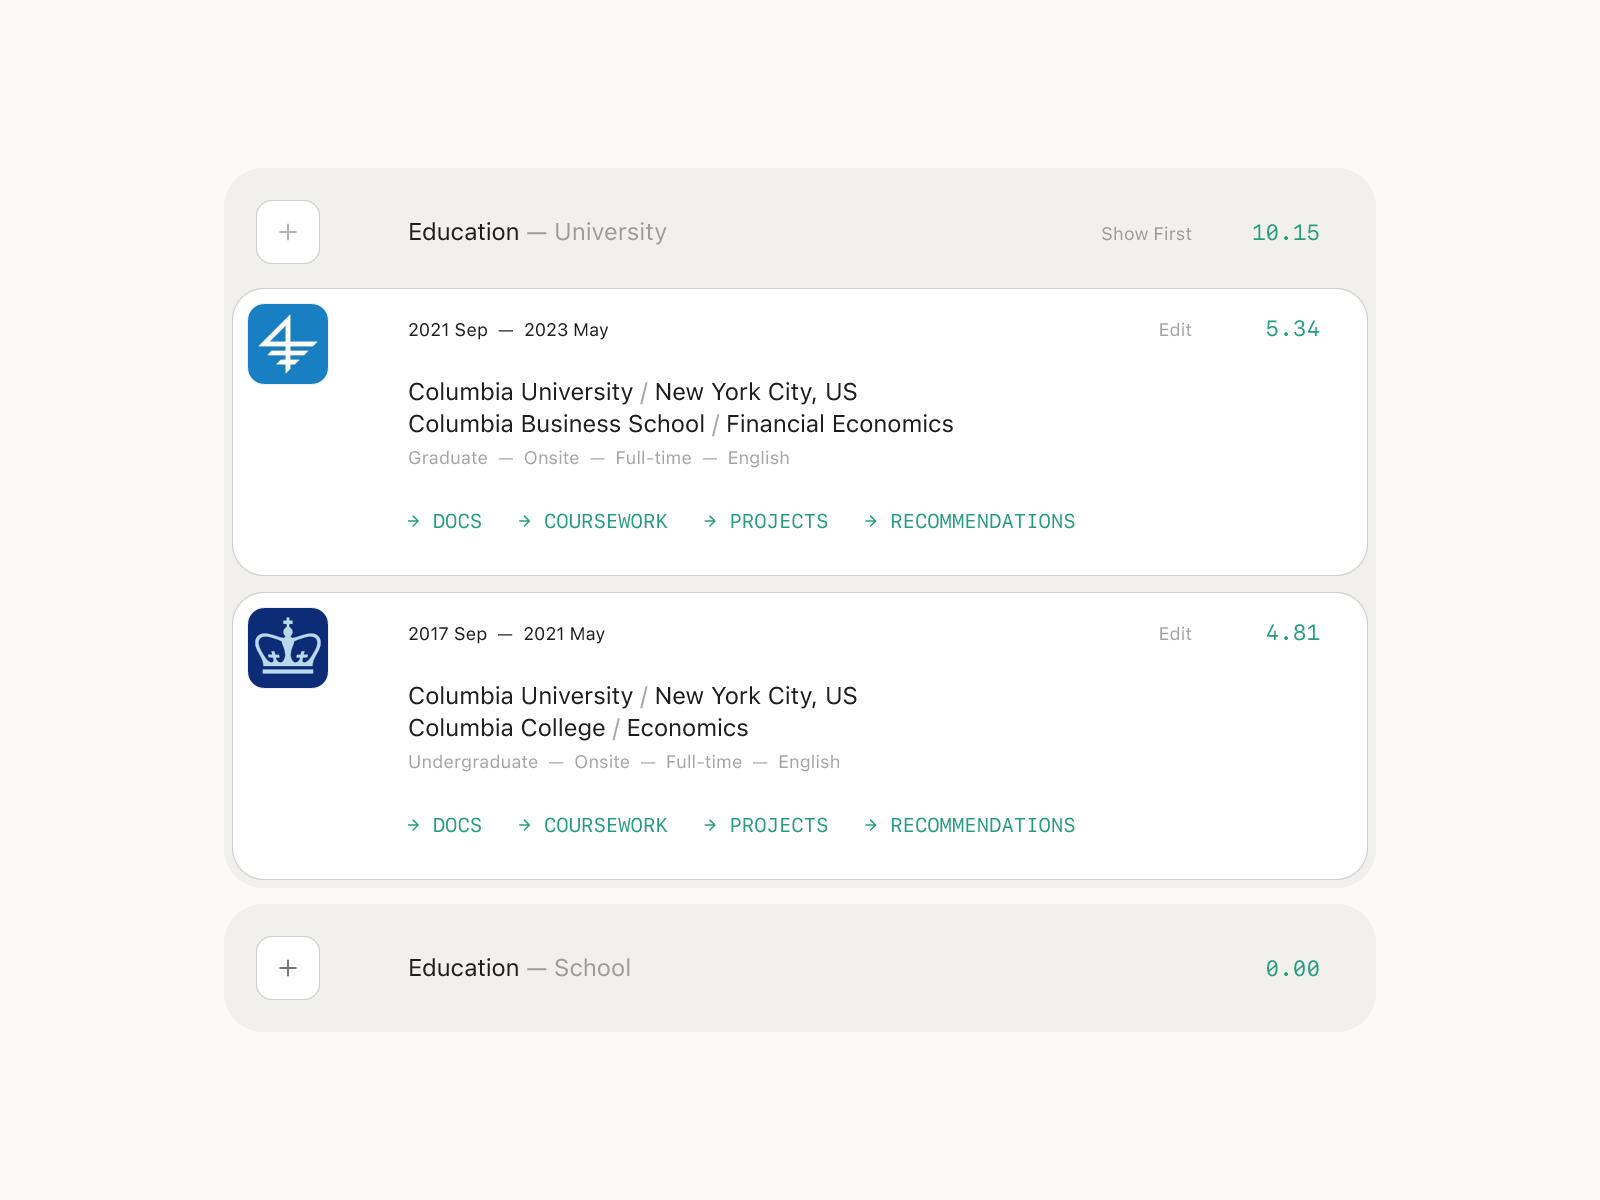 Education — University Show First 10.15
2021 Sep — 2023 May Edit 5.34
Columbia University / New York City, US
Columbia Business School / Financial Economics
Graduate — Onsite — Full-time — English
→ DOCS → COURSEWORK → PROJECTS → RECOMMENDATIONS
2017 Sep — 2021 May Edit 4.81
Columbia University / New York City, US
Columbia College / Economics
Undergraduate — Onsite — Full-time — English
→ DOCS → COURSEWORK → PROJECTS → RECOMMENDATIONS
Education — School 0.00